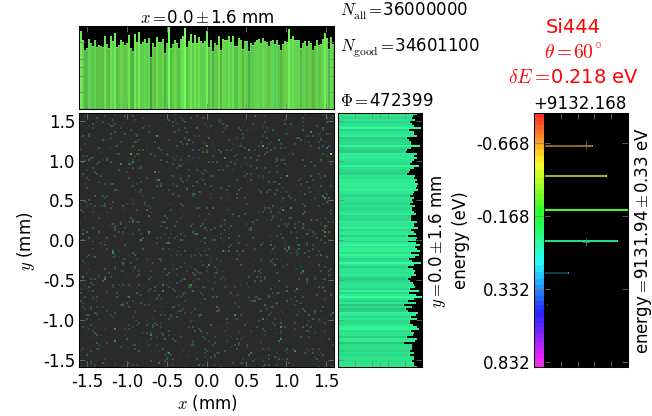 x=0.0±1.6 mm
N_all=36000000
N_good=34601100
Φ=472399
Si444
θ=60°
δE=0.218 eV
+9132.168
1.5
1.0
0.5
0.0
-0.5
-1.0
-1.5
y (mm)
-1.5 -1.0 -0.5 0.0 0.5 1.0 1.5
x (mm)
y=0.0±1.6 mm
energy (eV)
-0.668
-0.168
0.332
0.832
energy=9131.94±0.33 eV